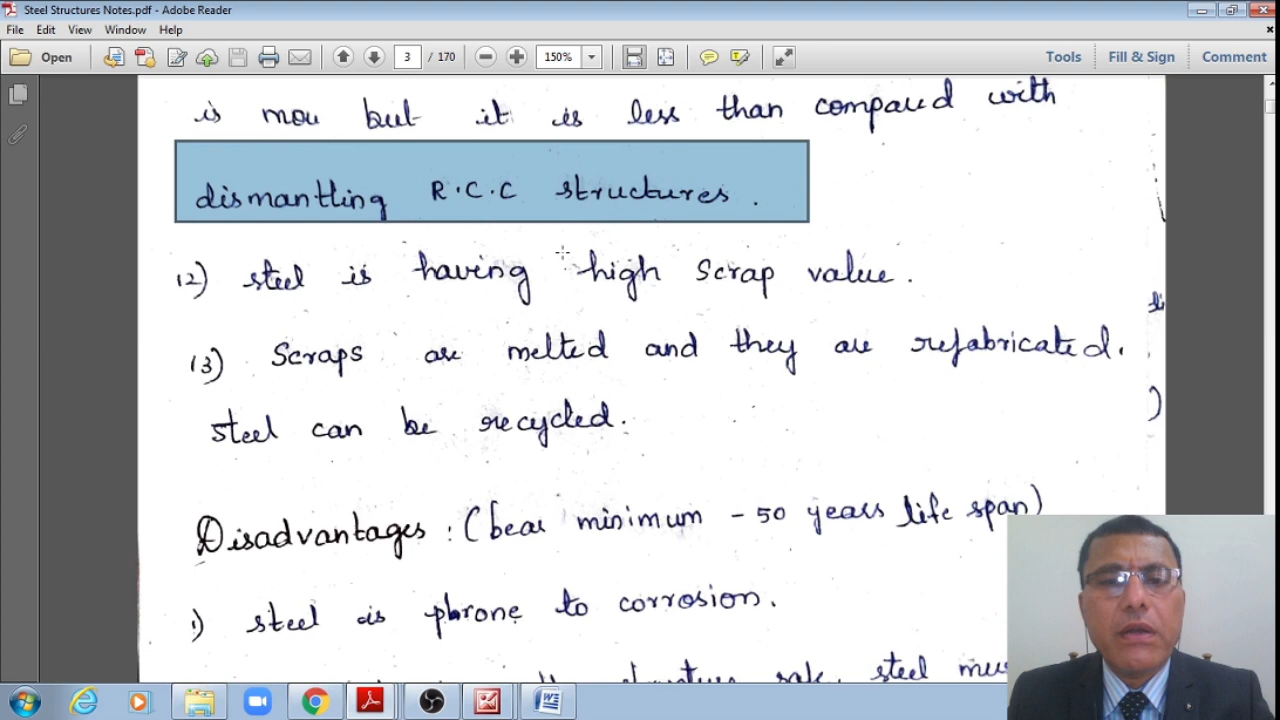 Steel Structures Notes.pdf - Adobe Reader
File Edit View Window Help
Open 3 / 170 150% Tools Fill & Sign Comment
is more but it is less than compared with
dismantling R.C.C structures.
12) steel is having high scrap value.
13) Scraps are melted and they are refabricated.
steel can be recycled.
Disadvantages : (bear minimum - 50 years life span)
1) steel is phrone to corrosion.
steel